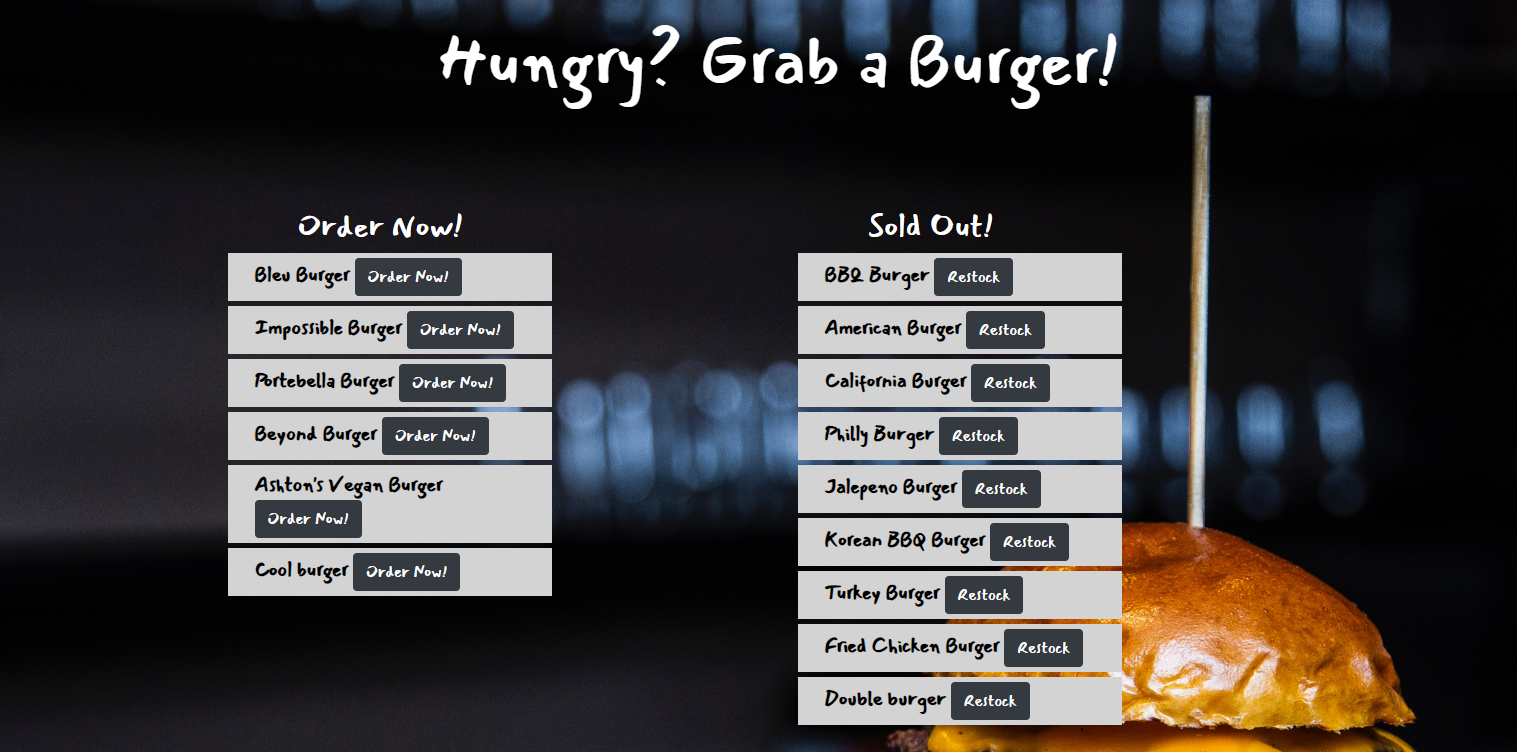 Hungry? Grab a Burger!
Order Now!
Bleu Burger Order Now!
Impossible Burger Order Now!
Portebella Burger Order Now!
Beyond Burger Order Now!
Ashton's Vegan Burger
Order Now!
Cool burger Order Now!
Sold Out!
BBQ Burger Restock
American Burger Restock
California Burger Restock
Philly Burger Restock
Jalepeno Burger Restock
Korean BBQ Burger Restock
Turkey Burger Restock
Fried Chicken Burger Restock
Double burger Restock